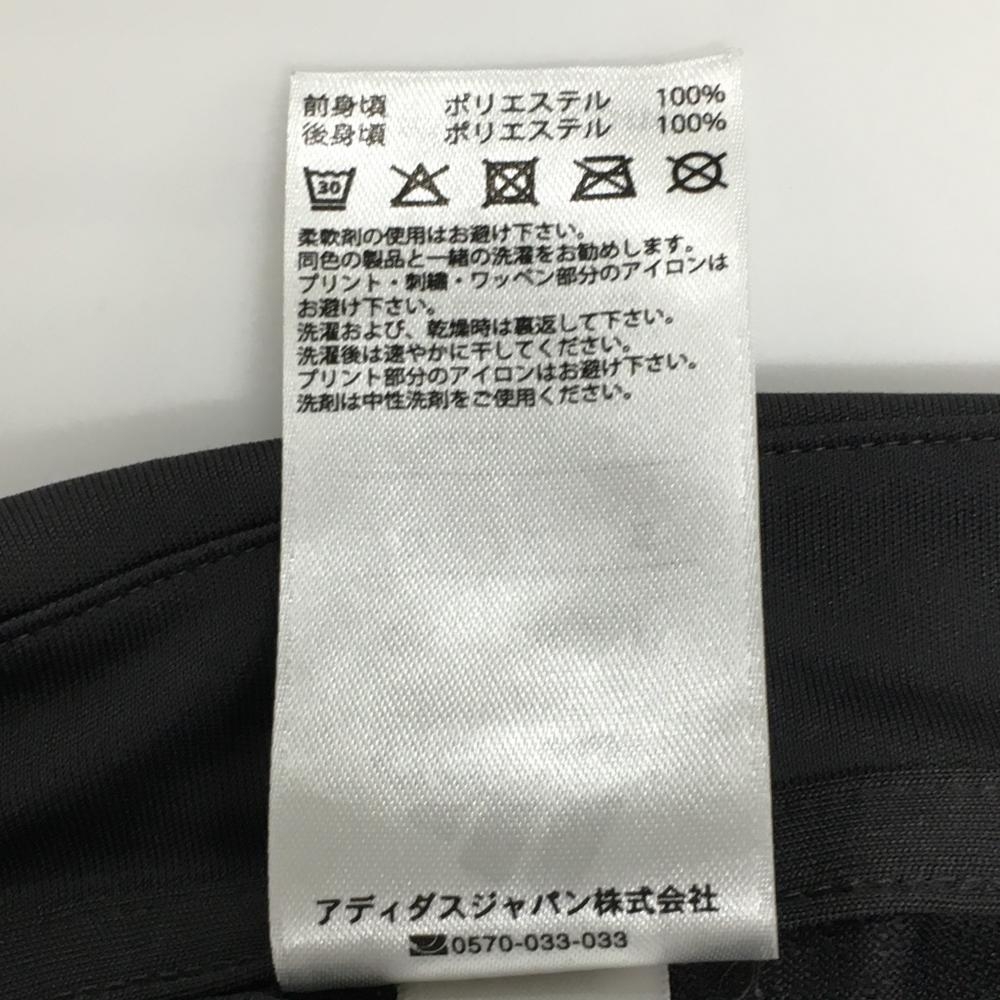 前身頃 ポリエステル 100%
後身頃 ポリエステル 100%
30
柔軟剤の使用はお避け下さい。
同色の製品と一緒の洗濯をお勧めします。
プリント・刺繍・ワッペン部分のアイロンは
お避け下さい。
洗濯および、乾燥時は裏返して下さい。
洗濯後は速やかに干してください。
プリント部分のアイロンはお避け下さい。
洗剤は中性洗剤をご使用ください。
アディダスジャパン株式会社
0570-033-033